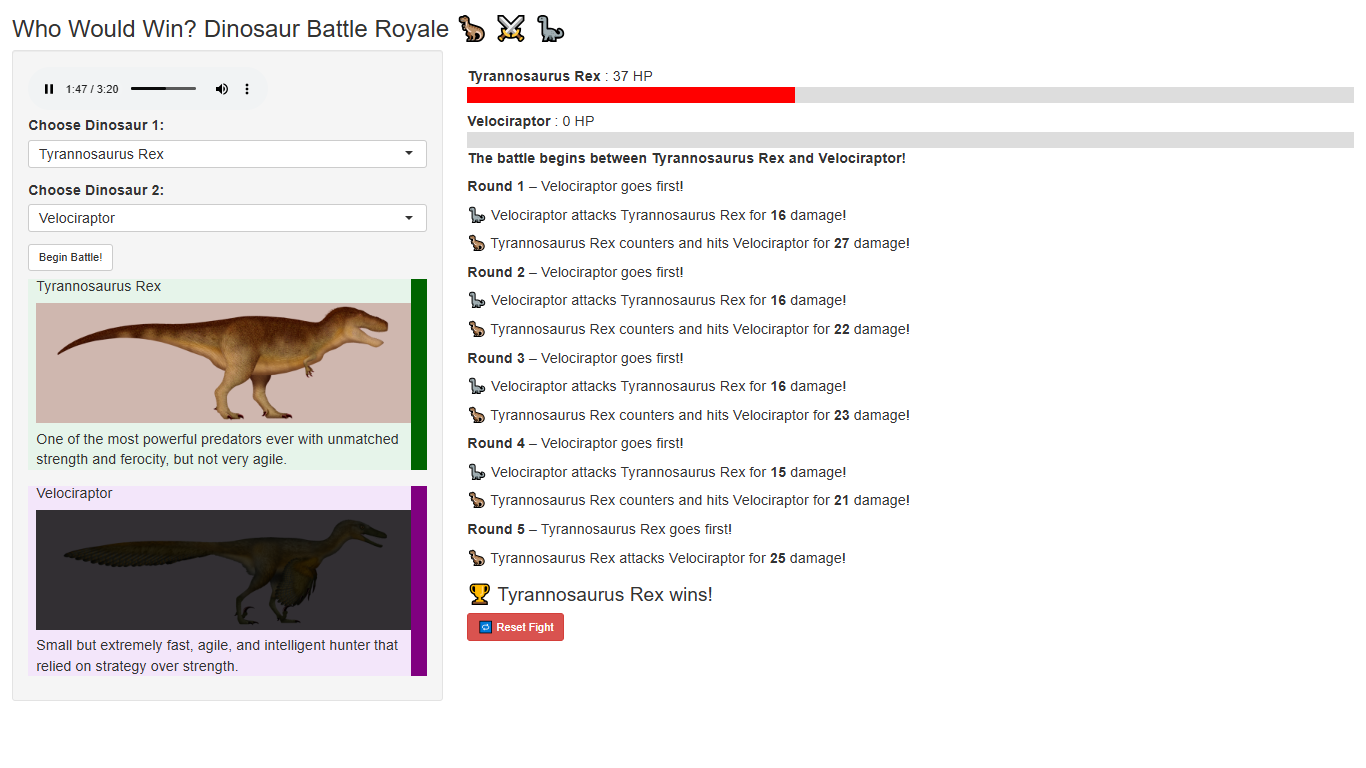 Who Would Win? Dinosaur Battle Royale
1:47 / 3:20
Choose Dinosaur 1:
Tyrannosaurus Rex
Choose Dinosaur 2:
Velociraptor
Begin Battle!
Tyrannosaurus Rex
One of the most powerful predators ever with unmatched
strength and ferocity, but not very agile.
Velociraptor
Small but extremely fast, agile, and intelligent hunter that
relied on strategy over strength.
Tyrannosaurus Rex : 37 HP
Velociraptor : 0 HP
The battle begins between Tyrannosaurus Rex and Velociraptor!
Round 1 – Velociraptor goes first!
Velociraptor attacks Tyrannosaurus Rex for 16 damage!
Tyrannosaurus Rex counters and hits Velociraptor for 27 damage!
Round 2 – Velociraptor goes first!
Velociraptor attacks Tyrannosaurus Rex for 16 damage!
Tyrannosaurus Rex counters and hits Velociraptor for 22 damage!
Round 3 – Velociraptor goes first!
Velociraptor attacks Tyrannosaurus Rex for 16 damage!
Tyrannosaurus Rex counters and hits Velociraptor for 23 damage!
Round 4 – Velociraptor goes first!
Velociraptor attacks Tyrannosaurus Rex for 15 damage!
Tyrannosaurus Rex counters and hits Velociraptor for 21 damage!
Round 5 – Tyrannosaurus Rex goes first!
Tyrannosaurus Rex attacks Velociraptor for 25 damage!
Tyrannosaurus Rex wins!
Reset Fight